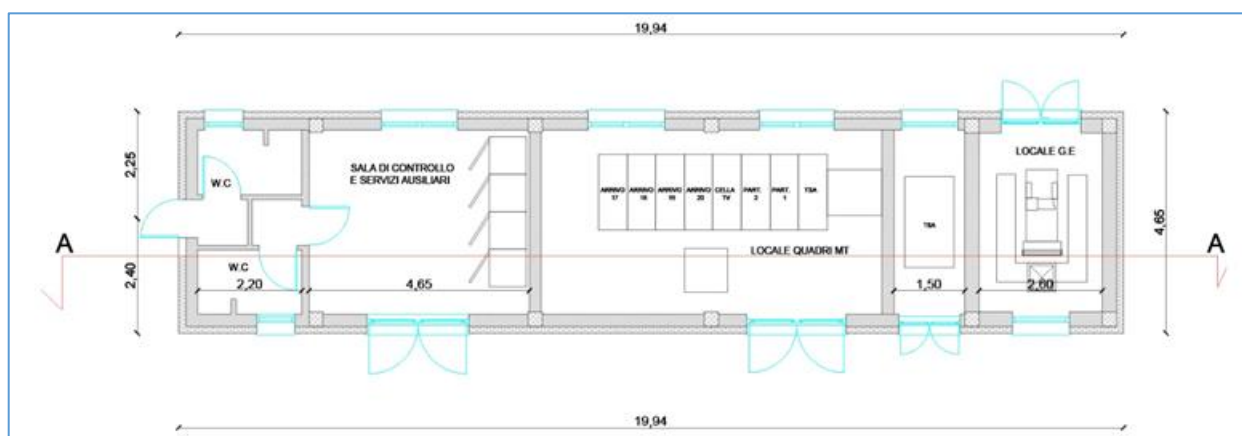 19,94
2,25
2,40
4,65
W.C
W.C
SALA DI CONTROLLO
E SERVIZI AUSILIARI
ARRIVO
17
ARRIVO
18
ARRIVO
19
ARRIVO
20
CELLA
TV
PART.
2
PART.
1
TSA
LOCALE QUADRI MT
TSA
LOCALE G.E
A
A
2,20
4,65
1,50
2,60
19,94